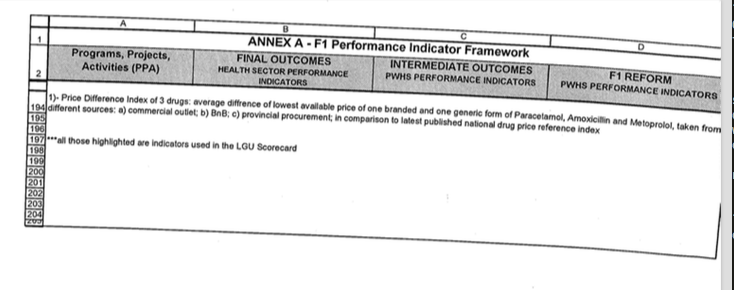 A B C D
1 ANNEX A - F1 Performance Indicator Framework
Programs, Projects, FINAL OUTCOMES INTERMEDIATE OUTCOMES F1 REFORM
Activities (PPA) HEALTH SECTOR PERFORMANCE PWHS PERFORMANCE INDICATORS PWHS PERFORMANCE INDICATORS
2 INDICATORS
1)- Price Difference Index of 3 drugs: average diffrence of lowest available price of one branded and one generic form of Paracetamol, Amoxicillin and Metoprolol, taken from
194 different sources: a) commercial outlet; b) BnB; c) provincial procurement; in comparison to latest published national drug price reference index
195
196
197 ***all those highlighted are indicators used in the LGU Scorecard
198
199
200
201
202
203
204
205